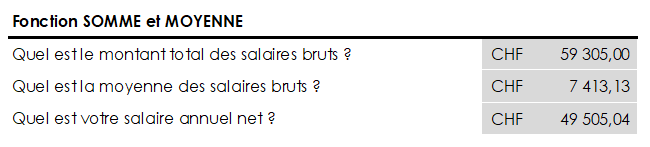 Fonction SOMME et MOYENNE
Quel est le montant total des salaires bruts ? CHF 59 305,00
Quel est la moyenne des salaires bruts ? CHF 7 413,13
Quel est votre salaire annuel net ? CHF 49 505,04